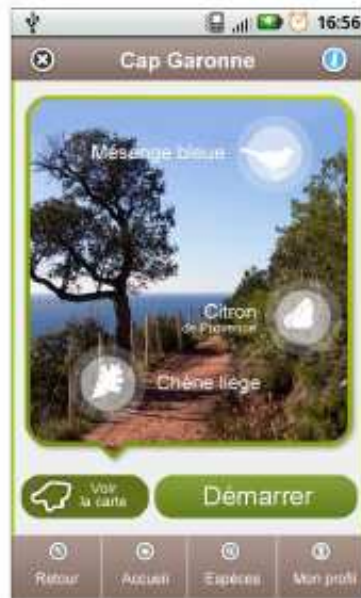 16:56
Cap Garonne
Mésange bleue
Citron
de Provence
Chêne liège
Voir
la carte
Démarrer
Retour
Accueil
Espèces
Mon profil